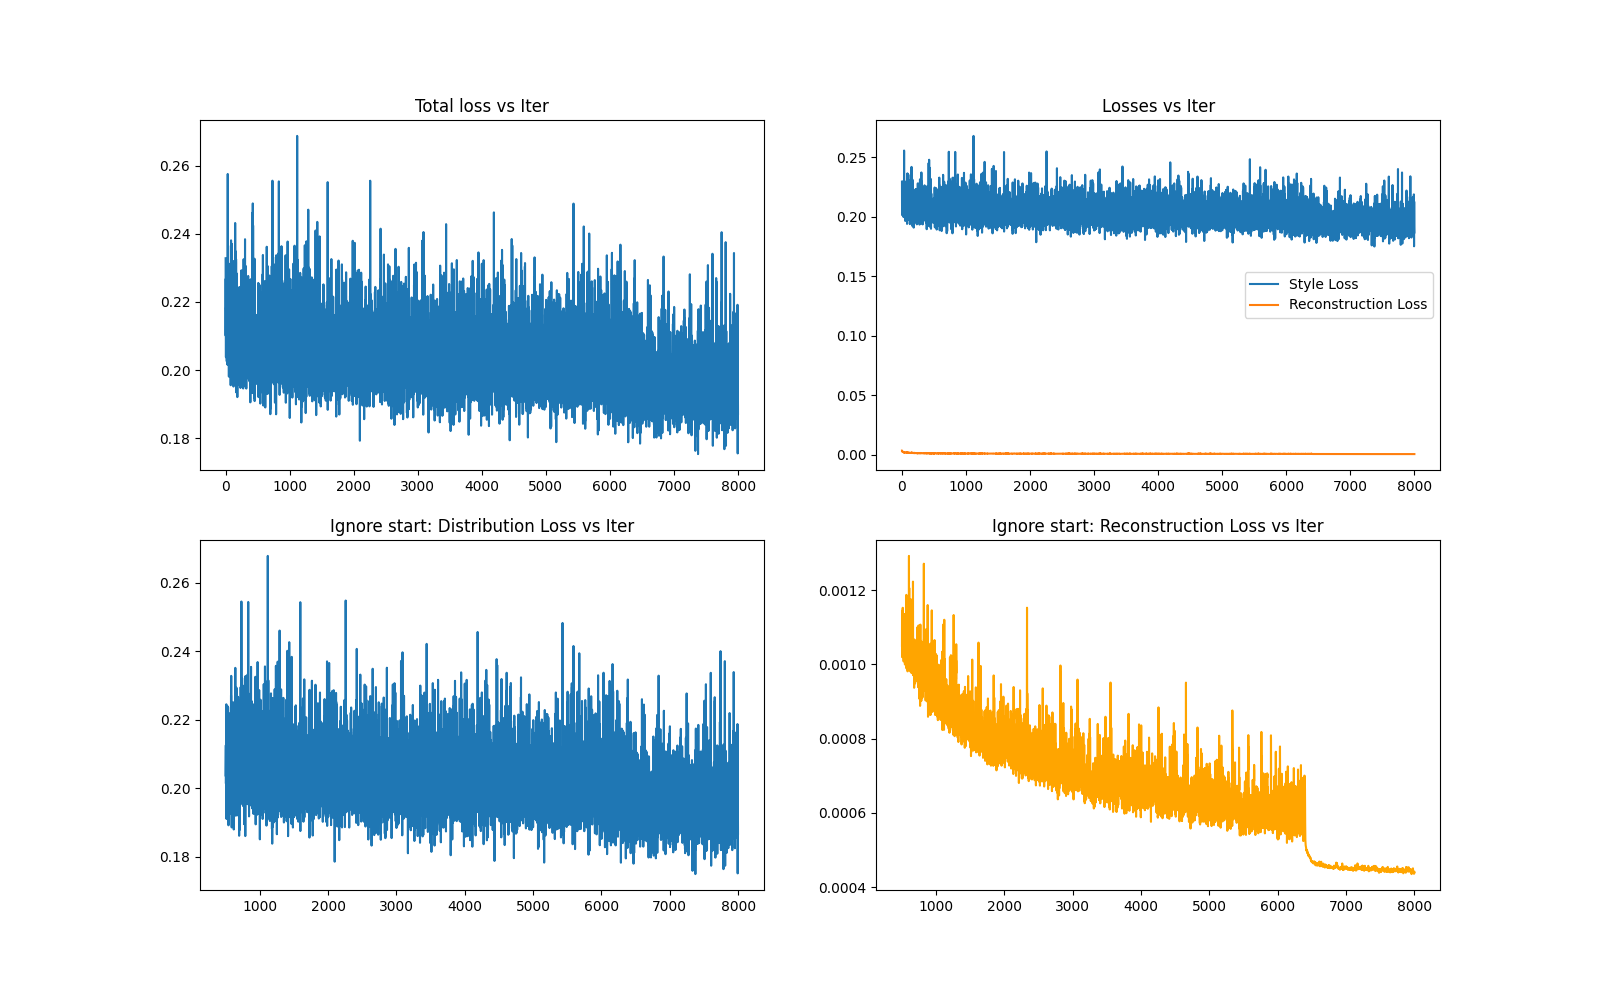 Total loss vs Iter
0.26
0.24
0.22
0.20
0.18
0 1000 2000 3000 4000 5000 6000 7000 8000
Losses vs Iter
0.25
0.20
0.15
0.10
0.05
0.00
Style Loss
Reconstruction Loss
0 1000 2000 3000 4000 5000 6000 7000 8000
Ignore start: Distribution Loss vs Iter
0.26
0.24
0.22
0.20
0.18
1000 2000 3000 4000 5000 6000 7000 8000
Ignore start: Reconstruction Loss vs Iter
0.0012
0.0010
0.0008
0.0006
0.0004
1000 2000 3000 4000 5000 6000 7000 8000